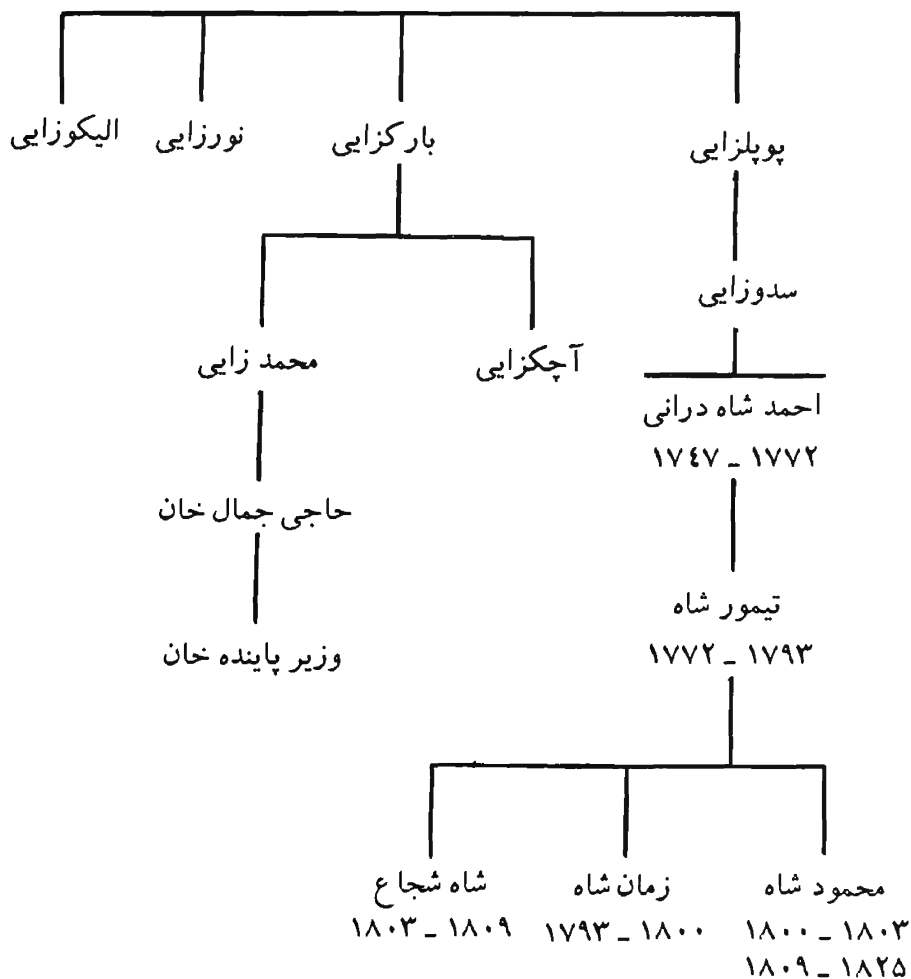 پوپلزایی
بارکزایی
نورزایی
الیکوزایی
سدوزایی
آچکزایی
محمد زایی
احمد شاه درانی
۱۷٤۷ ـ ۱۷۷۲
حاجی جمال خان
تیمور شاه
۱۷۷۲ ـ ۱۷۹۳
وزیر پاینده خان
محمود شاه
۱۸۰۰ ـ ۱۸۰۳
۱۸۰۹ ـ ۱۸۲۵
زمان شاه
۱۷۹۳ ـ ۱۸۰۰
شاه شجاع
۱۸۰۳ ـ ۱۸۰۹